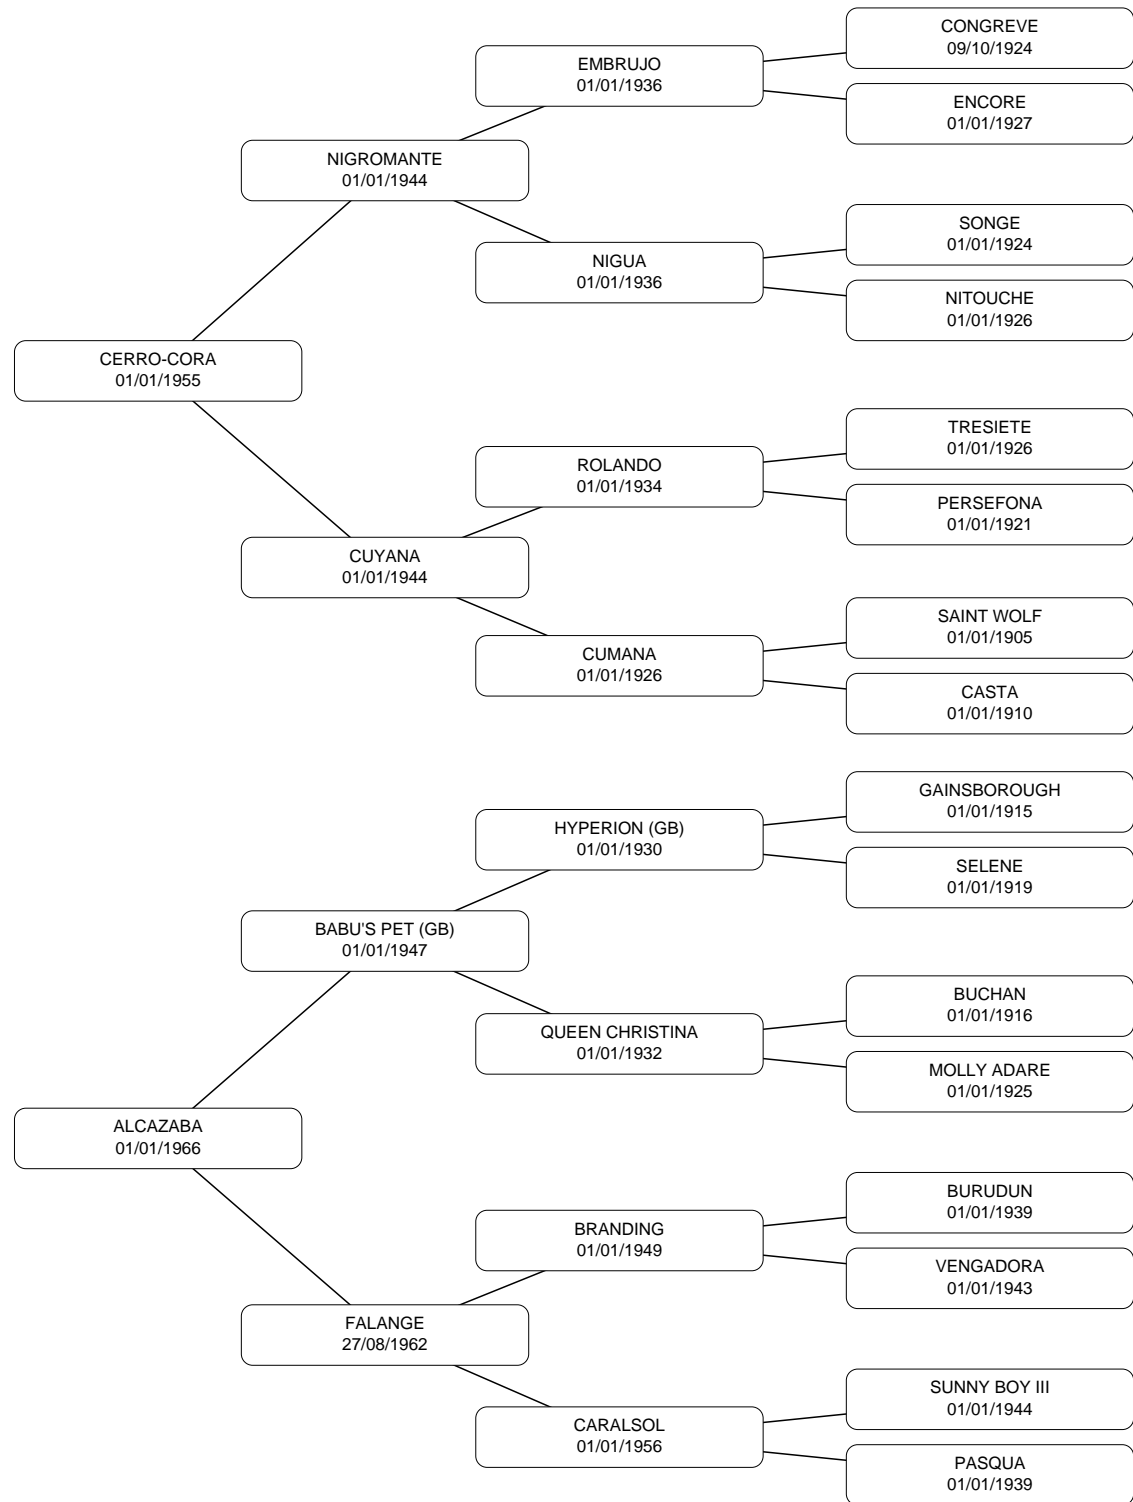 CONGREVE
09/10/1924
EMBRUJO
01/01/1936
ENCORE
01/01/1927
NIGROMANTE
01/01/1944
SONGE
01/01/1924
NIGUA
01/01/1936
NITOUCHE
01/01/1926
CERRO-CORA
01/01/1955
TRESIETE
01/01/1926
ROLANDO
01/01/1934
PERSEFONA
01/01/1921
CUYANA
01/01/1944
SAINT WOLF
01/01/1905
CUMANA
01/01/1926
CASTA
01/01/1910
GAINSBOROUGH
01/01/1915
HYPERION (GB)
01/01/1930
SELENE
01/01/1919
BABU'S PET (GB)
01/01/1947
BUCHAN
01/01/1916
QUEEN CHRISTINA
01/01/1932
MOLLY ADARE
01/01/1925
ALCAZABA
01/01/1966
BURUDUN
01/01/1939
BRANDING
01/01/1949
VENGADORA
01/01/1943
FALANGE
27/08/1962
SUNNY BOY III
01/01/1944
CARALSOL
01/01/1956
PASQUA
01/01/1939